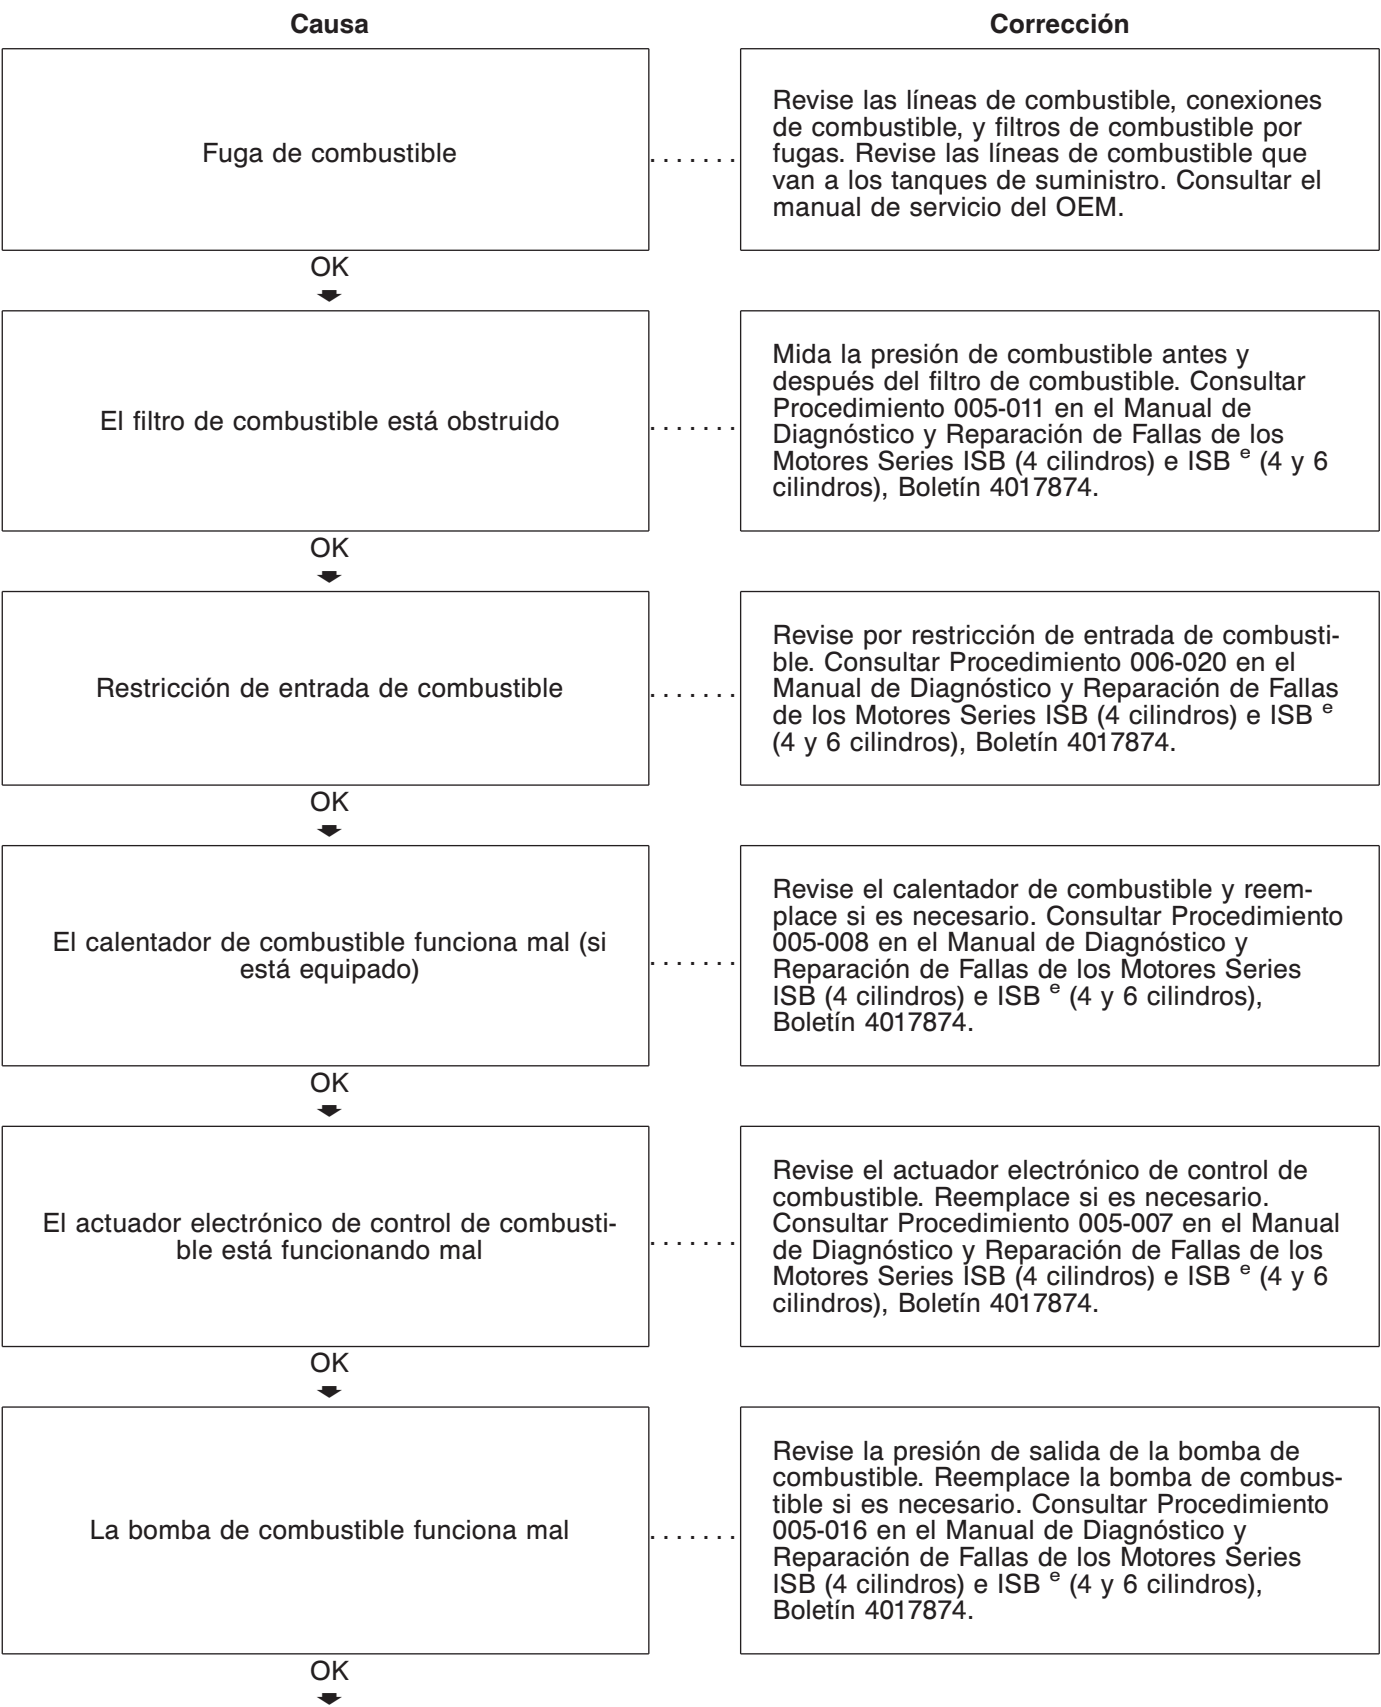 Causa
Corrección
Fuga de combustible
.......
Revise las líneas de combustible, conexiones
de combustible, y filtros de combustible por
fugas. Revise las líneas de combustible que
van a los tanques de suministro. Consultar el
manual de servicio del OEM.
OK
El filtro de combustible está obstruido
.......
Mida la presión de combustible antes y
después del filtro de combustible. Consultar
Procedimiento 005-011 en el Manual de
Diagnóstico y Reparación de Fallas de los
Motores Series ISB (4 cilindros) e ISB e (4 y 6
cilindros), Boletín 4017874.
OK
Restricción de entrada de combustible
.......
Revise por restricción de entrada de combusti-
ble. Consultar Procedimiento 006-020 en el
Manual de Diagnóstico y Reparación de Fallas
de los Motores Series ISB (4 cilindros) e ISB e
(4 y 6 cilindros), Boletín 4017874.
OK
El calentador de combustible funciona mal (si
está equipado)
.......
Revise el calentador de combustible y reem-
place si es necesario. Consultar Procedimiento
005-008 en el Manual de Diagnóstico y
Reparación de Fallas de los Motores Series
ISB (4 cilindros) e ISB e (4 y 6 cilindros),
Boletín 4017874.
OK
El actuador electrónico de control de combusti-
ble está funcionando mal
.......
Revise el actuador electrónico de control de
combustible. Reemplace si es necesario.
Consultar Procedimiento 005-007 en el Manual
de Diagnóstico y Reparación de Fallas de los
Motores Series ISB (4 cilindros) e ISB e (4 y 6
cilindros), Boletín 4017874.
OK
La bomba de combustible funciona mal
.......
Revise la presión de salida de la bomba de
combustible. Reemplace la bomba de combus-
tible si es necesario. Consultar Procedimiento
005-016 en el Manual de Diagnóstico y
Reparación de Fallas de los Motores Series
ISB (4 cilindros) e ISB e (4 y 6 cilindros),
Boletín 4017874.
OK